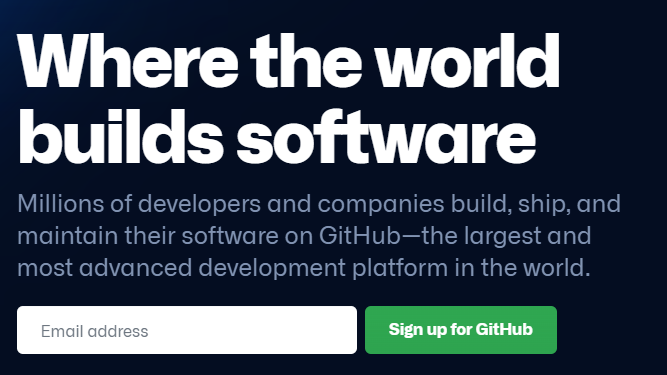 Where the world
builds software
Millions of developers and companies build, ship, and
maintain their software on GitHub—the largest and
most advanced development platform in the world.
Email address
Sign up for GitHub